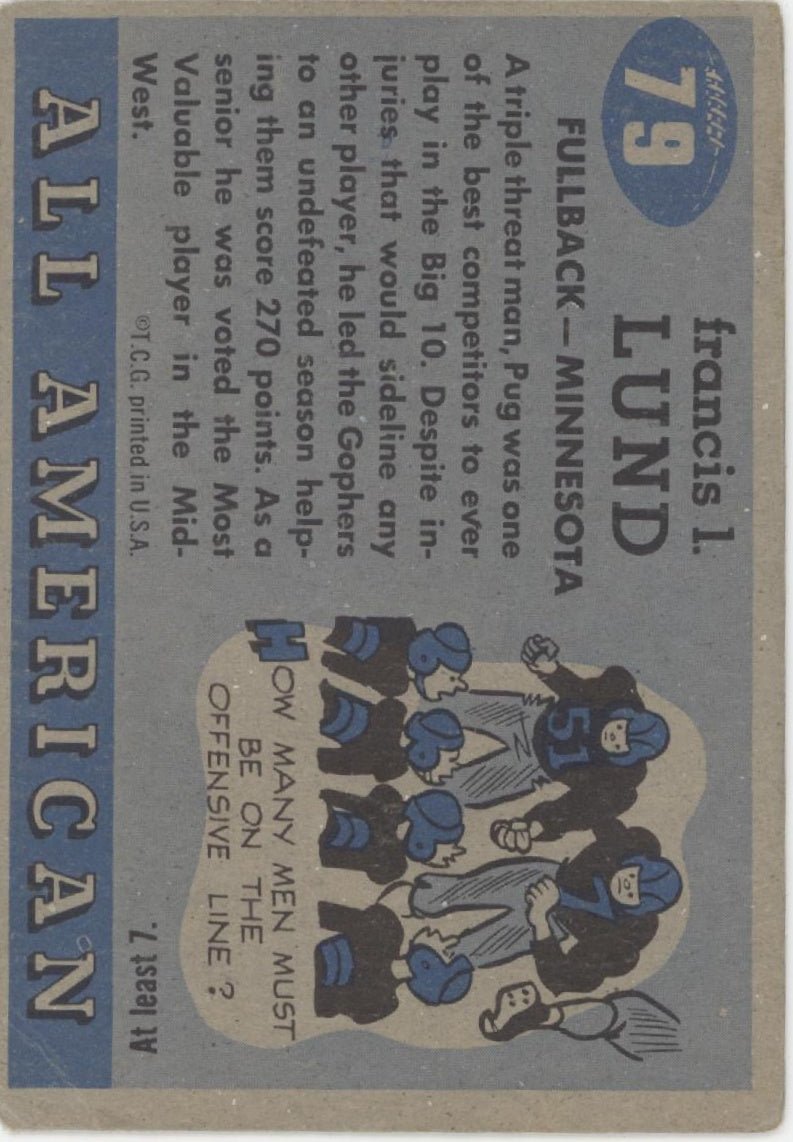 79
francis l.
LUND
FULLBACK — MINNESOTA
A triple threat man, Pug was one
of the best competitors to ever
play in the Big 10. Despite in-
juries that would sideline any
other player, he led the Gophers
to an undefeated season help-
ing them score 270 points. As a
senior he was voted the Most
Valuable player in the Mid-
West.
©T.C.G. printed in U.S.A.
51
7
HOW MANY MEN MUST
BE ON THE
OFFENSIVE LINE?
At least 7.
ALL AMERICAN